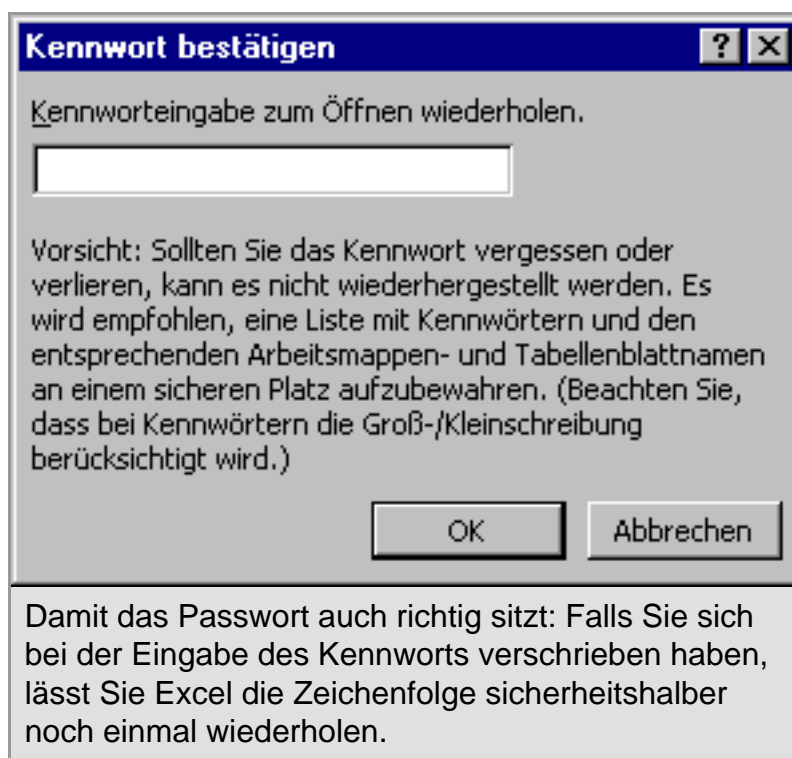 Kennwort bestätigen
Kennworteingabe zum Öffnen wiederholen.
Vorsicht: Sollten Sie das Kennwort vergessen oder
verlieren, kann es nicht wiederhergestellt werden. Es
wird empfohlen, eine Liste mit Kennwörtern und den
entsprechenden Arbeitsmappen- und Tabellenblattnamen
an einem sicheren Platz aufzubewahren. (Beachten Sie,
dass bei Kennwörtern die Groß-/Kleinschreibung
berücksichtigt wird.)
OK Abbrechen
Damit das Passwort auch richtig sitzt: Falls Sie sich
bei der Eingabe des Kennworts verschrieben haben,
lässt Sie Excel die Zeichenfolge sicherheitshalber
noch einmal wiederholen.